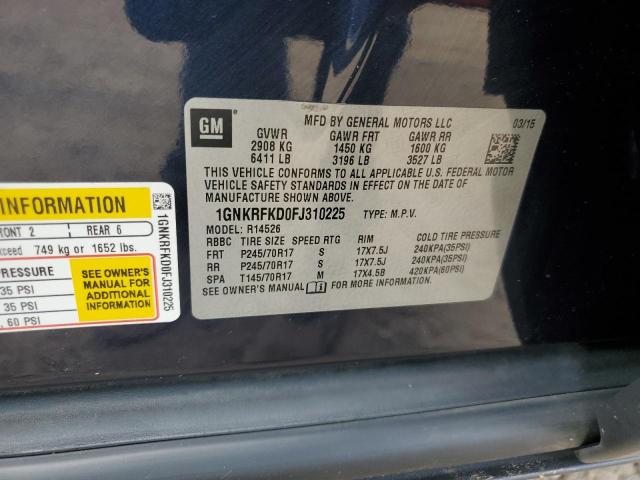 GM
MFD BY GENERAL MOTORS LLC 03/15
GVWR GAWR FRT GAWR RR
2908 KG 1450 KG 1600 KG
6411 LB 3196 LB 3527 LB
THIS VEHICLE CONFORMS TO ALL APPLICABLE U.S. FEDERAL MOTOR
VEHICLE SAFETY STANDARDS IN EFFECT ON THE DATE OF
MANUFACTURE SHOWN ABOVE.
1GNKRFKD0FJ310225 TYPE: M.P.V.
MODEL: R14526
RBBC TIRE SIZE SPEED RTG RIM COLD TIRE PRESSURE
FRT P245/70R17 S 17X7.5J 240KPA(35PSI)
RR P245/70R17 S 17X7.5J 240KPA(35PSI)
SPA T145/70R17 M 17X4.5B 420KPA(60PSI)
SEE OWNER'S MANUAL FOR ADDITIONAL INFORMATION.
INFORMATION
FRONT 2 REAR 6
exceed 749 kg or 1652 lbs.
PRESSURE
35 PSI
35 PSI
, 60 PSI
SEE OWNER'S
MANUAL FOR
ADDITIONAL
INFORMATION
1GNKRFKD0FJ310225